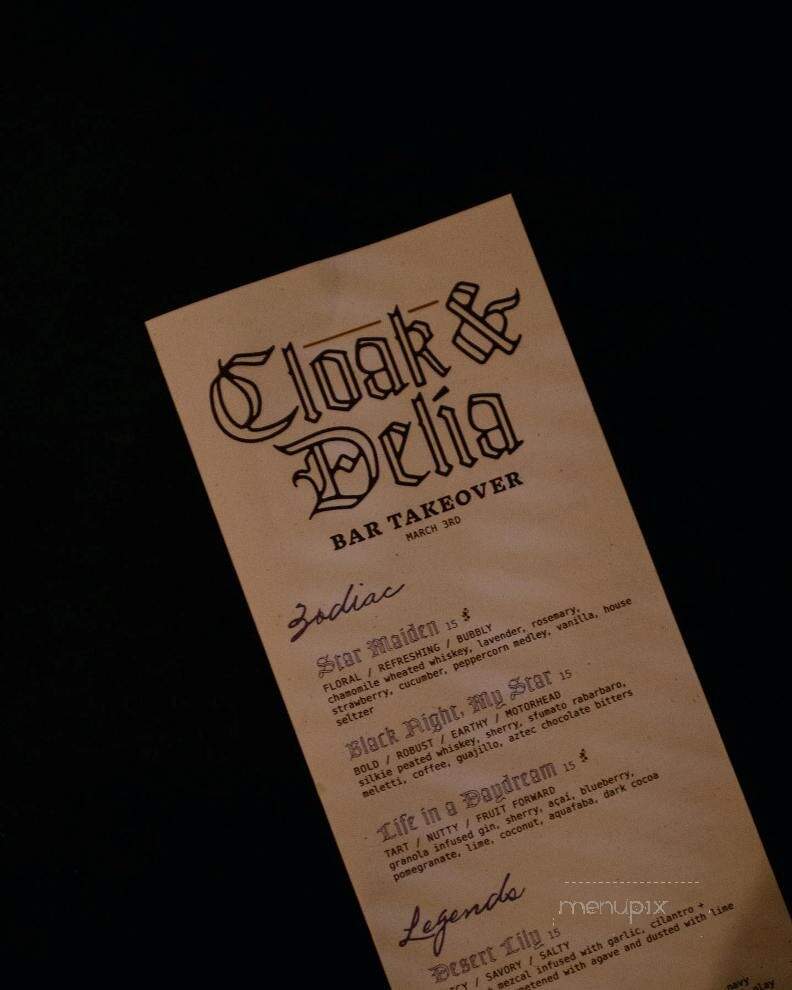 Cloak &
Delía
BAR TAKEOVER
MARCH 3RD
Zodiac
Star Maiden 15
FLORAL / REFRESHING / BUBBLY
chamomile wheated whiskey, lavender, rosemary,
strawberry, cucumber, peppercorn medley, vanilla, house
seltzer
Black Night, My Star 15
BOLD / ROBUST / EARTHY / MOTORHEAD
silkie peated whiskey, sherry, sfumato rabarbaro,
meletti, coffee, guajillo, aztec chocolate bitters
Life in a Daydream 15
TART / NUTTY / FRUIT FORWARD
granola infused gin, sherry, açaí, blueberry,
pomegranate, lime, coconut, aquafaba, dark cocoa
Legends
Desert Lily 15
/ SAVORY / SALTY
mezcal infused with garlic, cilantro +
sweetened with agave and dusted with lime
navy
menupix